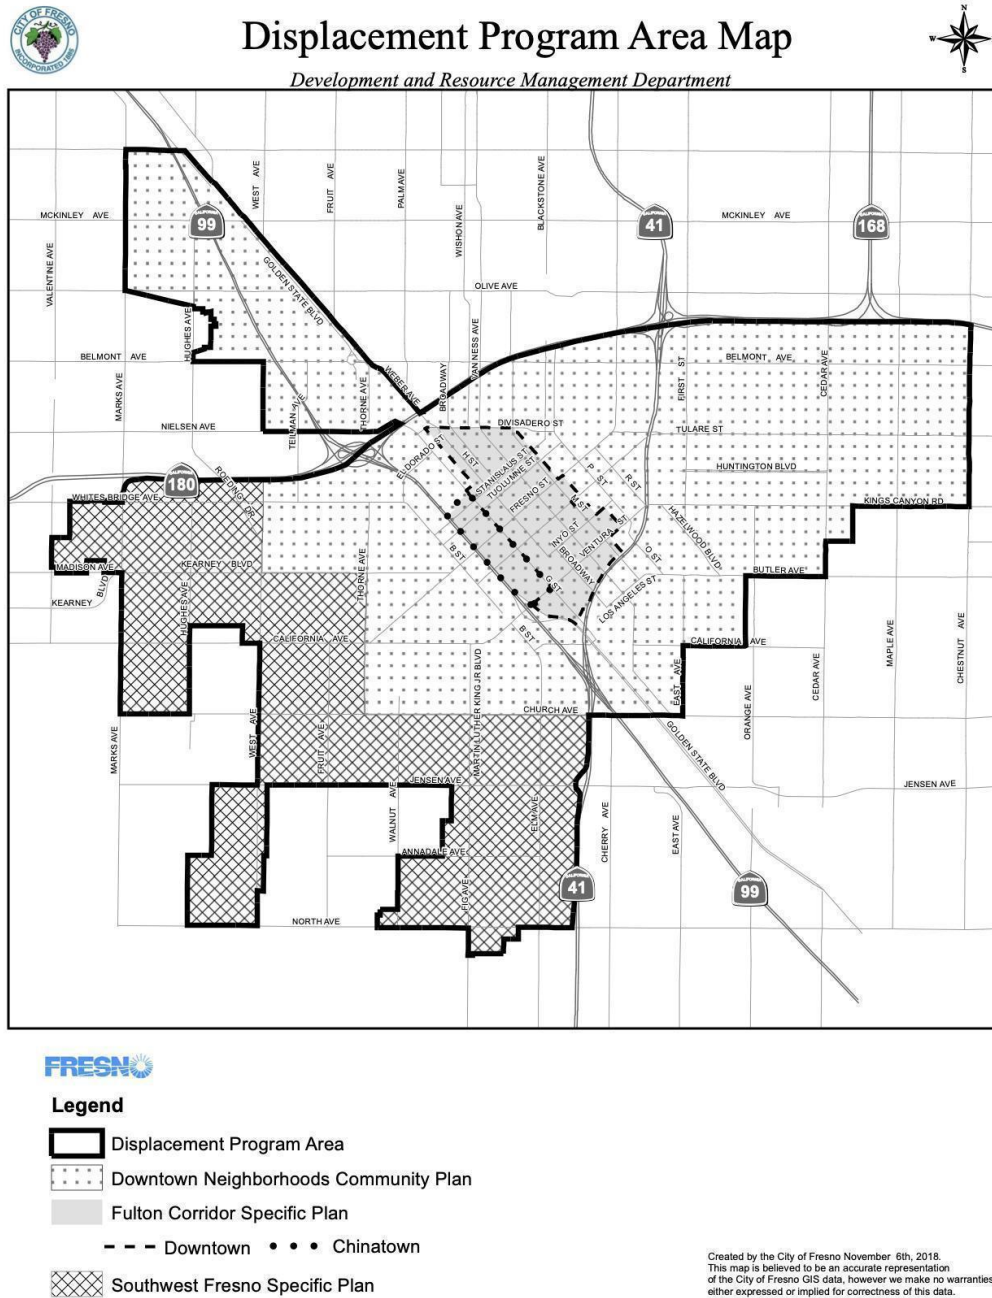 CITY OF FRESNO
INCORPORATED 1885
Displacement Program Area Map
Development and Resource Management Department
N
W
S
MCKINLEY AVE
WEST AVE
FRUIT AVE
PALM AVE
WISHON AVE
BLACKSTONE AVE
CALIFORNIA
99
CALIFORNIA
41
MCKINLEY AVE
CALIFORNIA
168
VALENTINE AVE
GOLDEN STATE BLVD
OLIVE AVE
HUGHES AVE
VAN NESS AVE
BELMONT AVE
WEBER AVE
BROADWAY
FIRST ST
BELMONT AVE
CEDAR AVE
MARKS AVE
TEILMAN AVE
THORNE AVE
NIELSEN AVE
DIVISADERO ST
TULARE ST
ELDORADO ST
H ST
STANISLAUS ST
TUOLUMNE ST
FRESNO ST
P ST
R ST
HUNTINGTON BLVD
CALIFORNIA
180
ROEDING DR
WHITES BRIDGE AVE
M ST
KINGS CANYON RD
HAZELWOOD BLVD
INYO ST
VENTURA ST
BROADWAY
O ST
B ST
G ST
LOS ANGELES ST
MADISON AVE
KEARNEY BLVD
THORNE AVE
BUTLER AVE
KEARNEY BLVD
HUGHES AVE
CALIFORNIA AVE
B ST
CALIFORNIA AVE
MAPLE AVE
CHESTNUT AVE
MARTIN LUTHER KING JR BLVD
EAST AVE
CEDAR AVE
ORANGE AVE
CHURCH AVE
MARKS AVE
WEST AVE
FRUIT AVE
GOLDEN STATE BLVD
JENSEN AVE
JENSEN AVE
WALNUT AVE
ELM AVE
CHERRY AVE
EAST AVE
ANNADALE AVE
FIG AVE
CALIFORNIA
41
CALIFORNIA
99
NORTH AVE
FRESNO
Legend
Displacement Program Area
Downtown Neighborhoods Community Plan
Fulton Corridor Specific Plan
Downtown
Chinatown
Southwest Fresno Specific Plan
Created by the City of Fresno November 6th, 2018.
This map is believed to be an accurate representation
of the City of Fresno GIS data, however we make no warranties
either expressed or implied for correctness of this data.